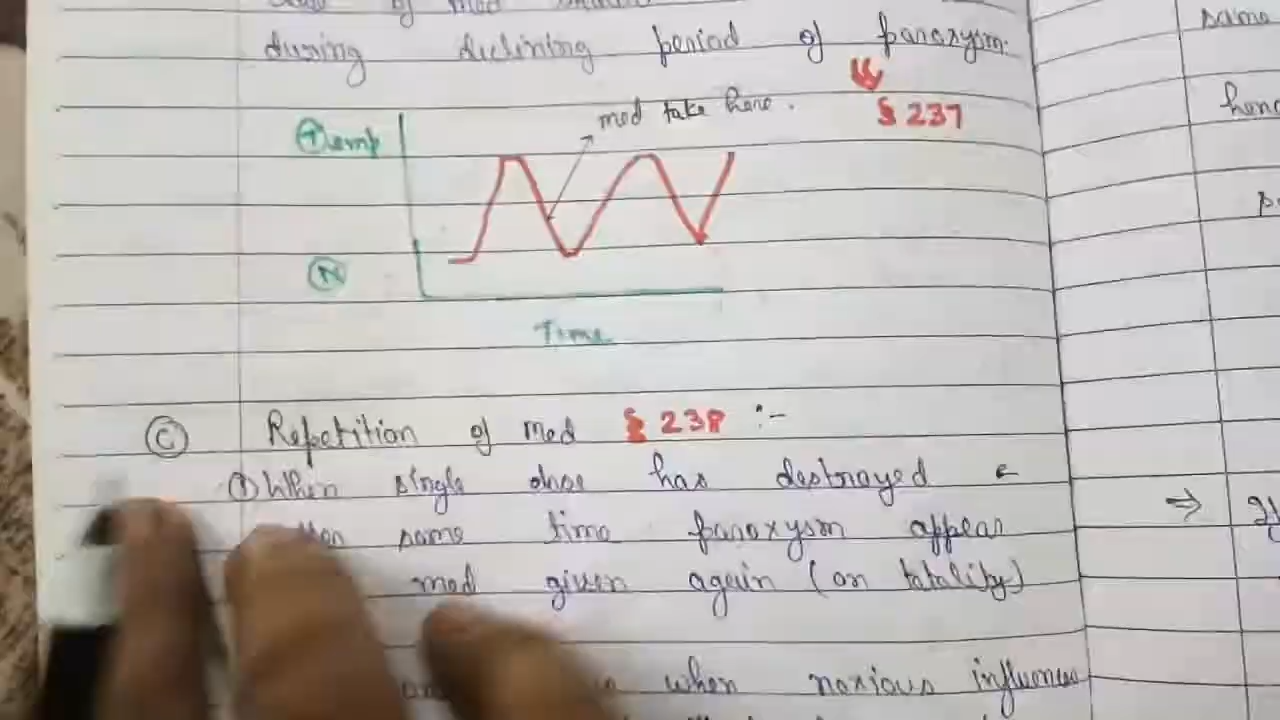 during declining period of paroxysm.
§ 237
med take here.
Temp
N
Time
C Repetition of med § 238 :-
① When single dose has destroyed &
same time paroxysm appear
med given again (on totality)
when noxious influence
same